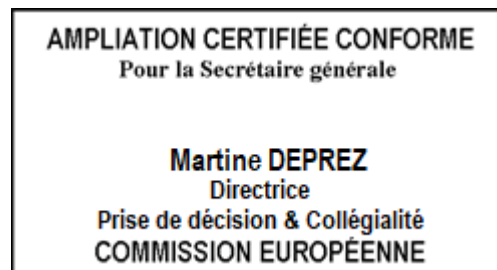 AMPLIATION CERTIFIÉE CONFORME
Pour la Secrétaire générale
Martine DEPREZ
Directrice
Prise de décision & Collégialité
COMMISSION EUROPÉENNE